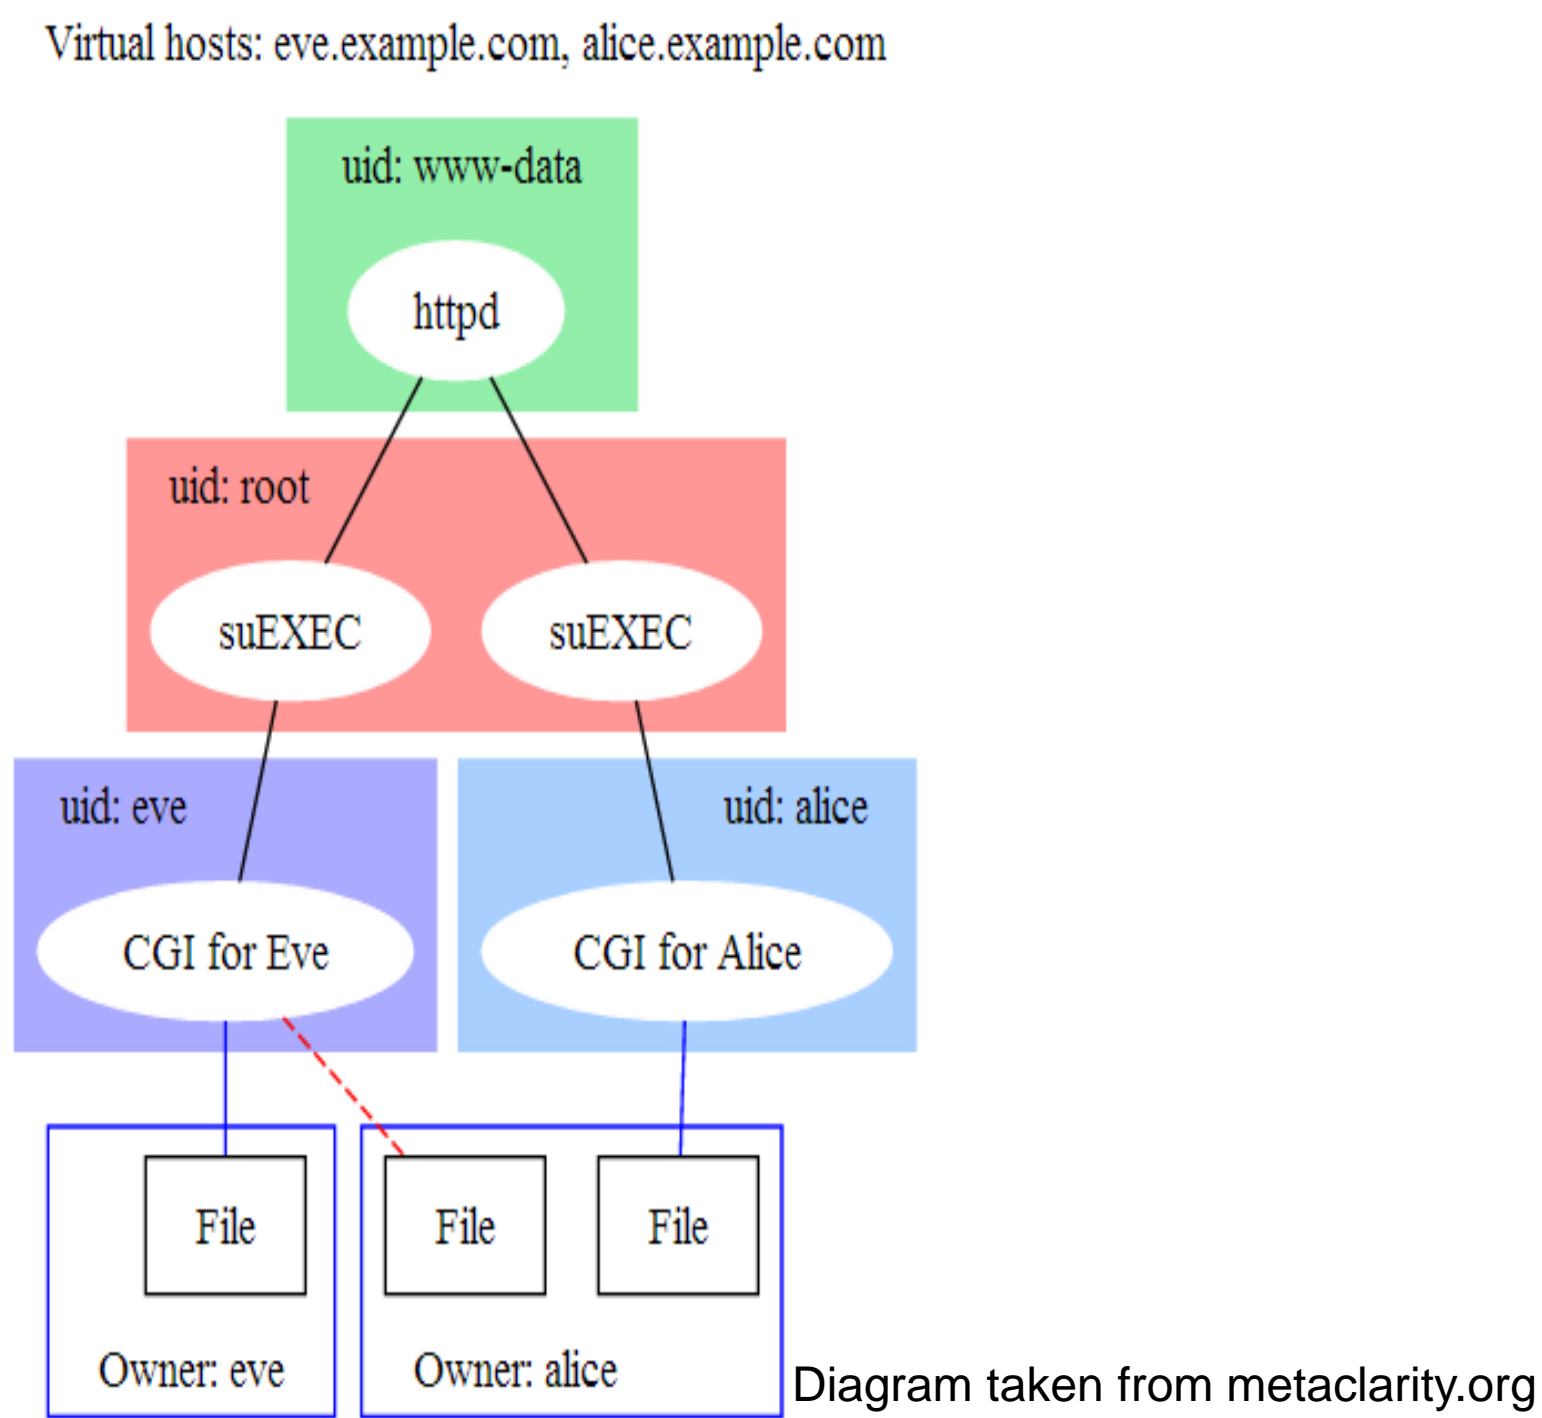 Virtual hosts: eve.example.com, alice.example.com
uid: www-data
httpd
uid: root
suEXEC
suEXEC
uid: eve
uid: alice
CGI for Eve
CGI for Alice
File
File
File
Owner: eve
Owner: alice
Diagram taken from metaclarity.org